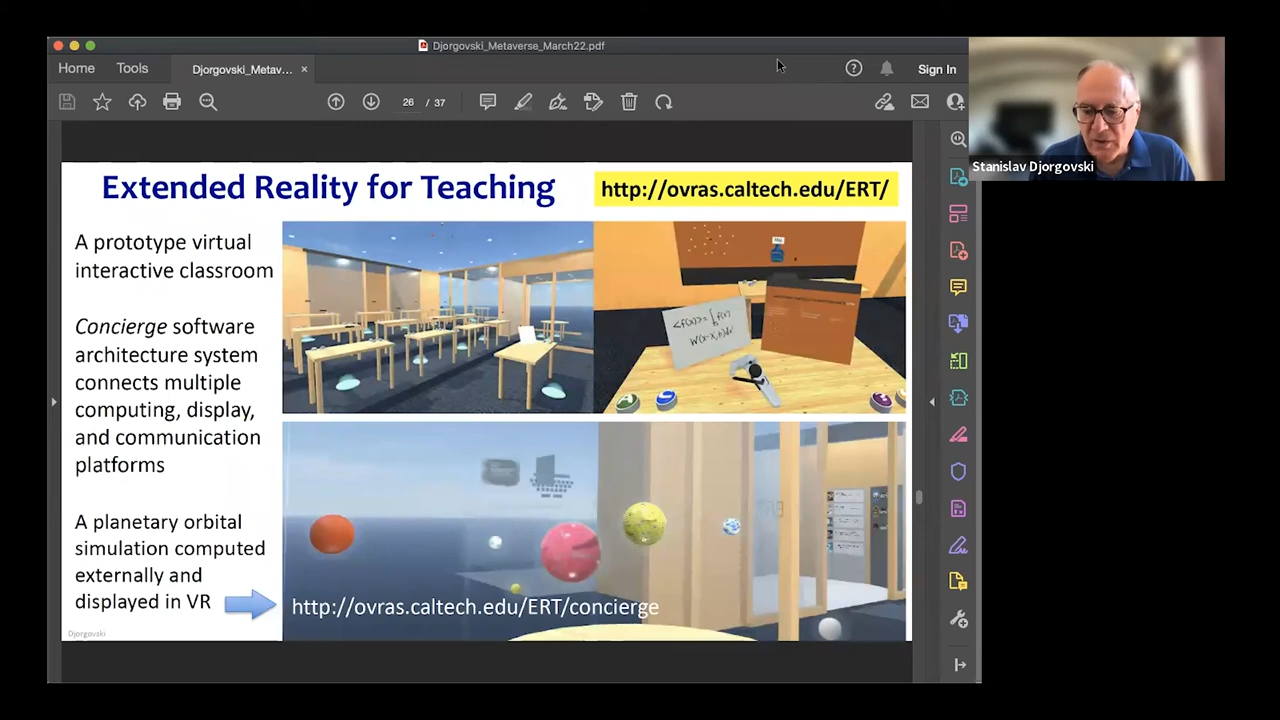 Djorgovski_Metaverse_March22.pdf
Home
Tools
Djorgovski_Metav...
Sign In
26 / 37
Stanislav Djorgovski
Extended Reality for Teaching
http://ovras.caltech.edu/ERT/
A prototype virtual
interactive classroom
Concierge software
architecture system
connects multiple
computing, display,
and communication
platforms
A planetary orbital
simulation computed
externally and
displayed in VR
http://ovras.caltech.edu/ERT/concierge
Djorgovski